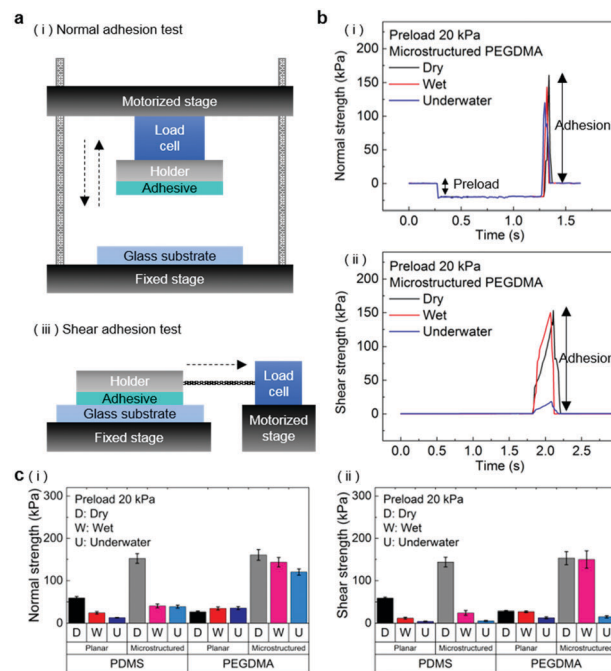 a
( i ) Normal adhesion test
Motorized stage
Load
cell
Holder
Adhesive
Glass substrate
Fixed stage
(iii) Shear adhesion test
Holder
Adhesive
Glass substrate
Fixed stage
Load
cell
Motorized
stage
b
( i )
Normal strength (kPa)
200
150
100
50
0
-50
Preload 20 kPa
Microstructured PEGDMA
Dry
Wet
Underwater
Adhesion
Preload
0.0 0.5 1.0 1.5
Time (s)
(ii)
Shear strength (kPa)
200
150
100
50
0
Preload 20 kPa
Microstructured PEGDMA
Dry
Wet
Underwater
Adhesion
0.0 0.5 1.0 1.5 2.0 2.5
Time (s)
c
( i )
Normal strength (kPa)
300
200
100
0
Preload 20 kPa
D: Dry
W: Wet
U: Underwater
D W U D W U D W U D W U
Planar Microstructured Planar Microstructured
PDMS PEGDMA
(ii)
Shear strength (kPa)
300
200
100
0
Preload 20 kPa
D: Dry
W: Wet
U: Underwater
D W U D W U D W U D W U
Planar Microstructured Planar Microstructured
PDMS PEGDMA